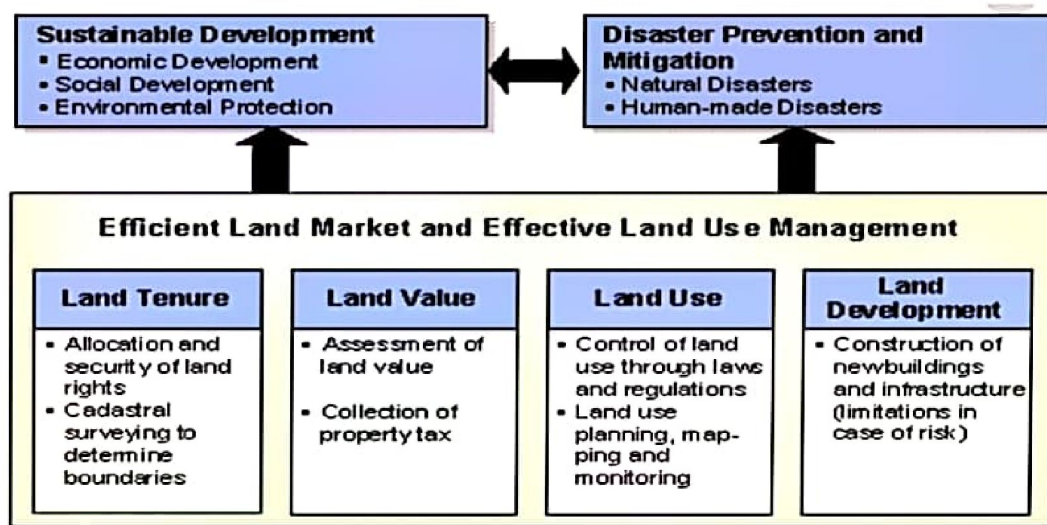 Sustainable Development
▪ Economic Development
• Social Development
▪ Environmental Protection
Disaster Prevention and
Mitigation
• Natural Disasters
• Human-made Disasters
Efficient Land Market and Effective Land Use Management
Land Tenure
• Allocation and
security of land
rights
• Cadastral
surveying to
determine
boundaries
Land Value
• Assessment of
land value
• Collection of
property tax
Land Use
• Control of land
use through laws
and regulations
• Land use
planning, map-
ping and
monitoring
Land
Development
• Construction of
newbuildings
and infrastructure
(limitations in
case of risk)